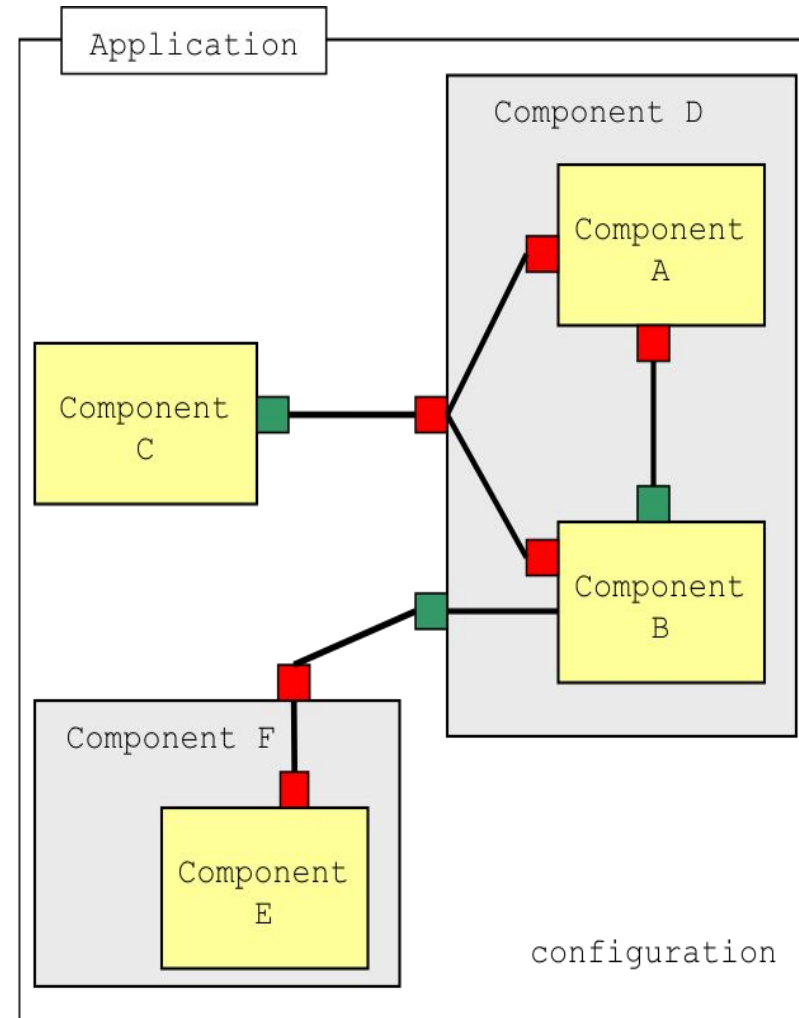 Application
Component D
Component
A
Component
C
Component
B
Component F
Component
E
configuration